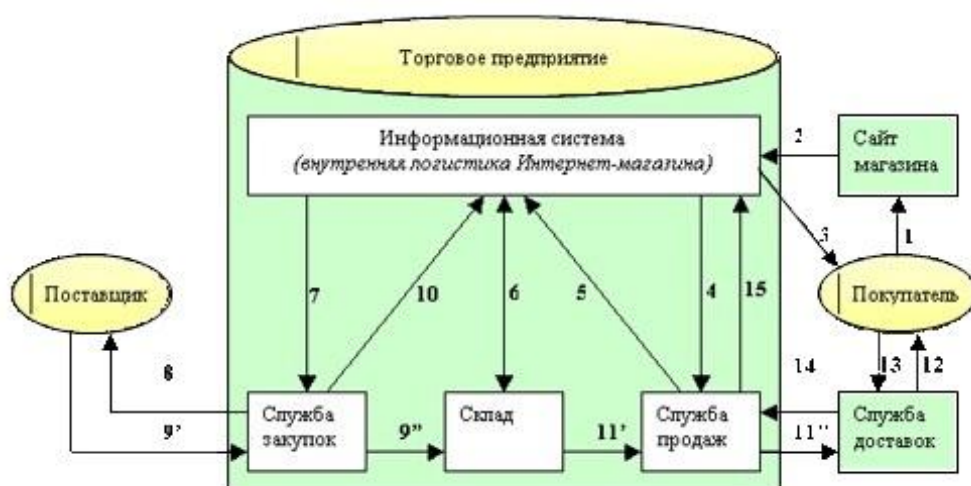 Торговое предприятие
Информационная система
(внутренняя логистика Интернет-магазина)
2
Сайт
магазина
3
1
Поставщик
7
10
6
5
4
15
Покупатель
8
14
13
12
9’
Служба
закупок
9”
Склад
11’
Служба
продаж
11”
Служба
доставок